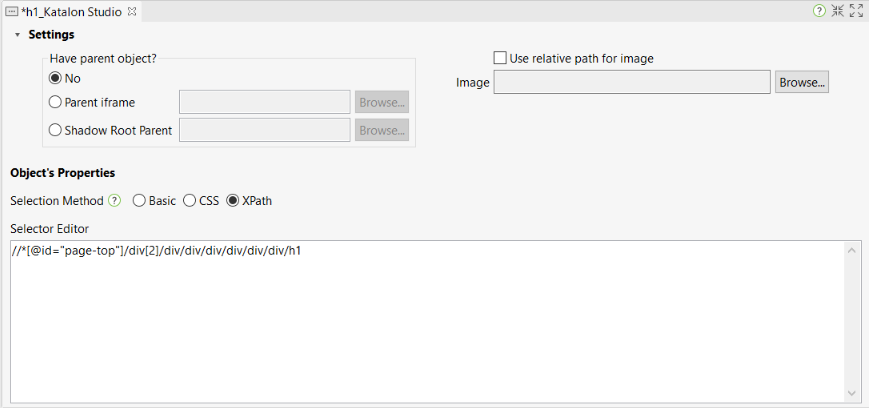 *h1_Katalon Studio
Settings
Have parent object?
No
Parent iframe Browse...
Shadow Root Parent Browse...
Use relative path for image
Image Browse...
Object's Properties
Selection Method ? Basic CSS XPath
Selector Editor
//*[@id="page-top"]/div[2]/div/div/div/div/div/div/h1